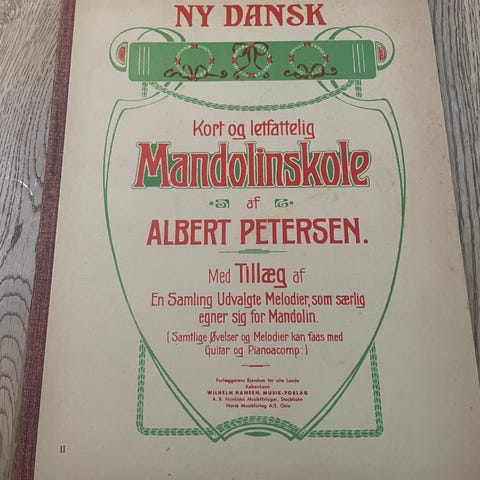 NY DANSK
Kort og letfattelig
Mandolinskole
af
ALBERT PETERSEN.
Med Tillæg af
En Samling Udvalgte Melodier, som særlig
egner sig for Mandolin.
(Samtlige Øvelser og Melodier kan faas med
Guitar og Pianoacomp:)
Forlæggerens Ejendom for alle Lande
København
WILHELM HANSEN, MUSIK-FORLAG
A. B. Nordiska Musikförlaget, Stockholm
Norsk Musikforlag A/S, Oslo
II